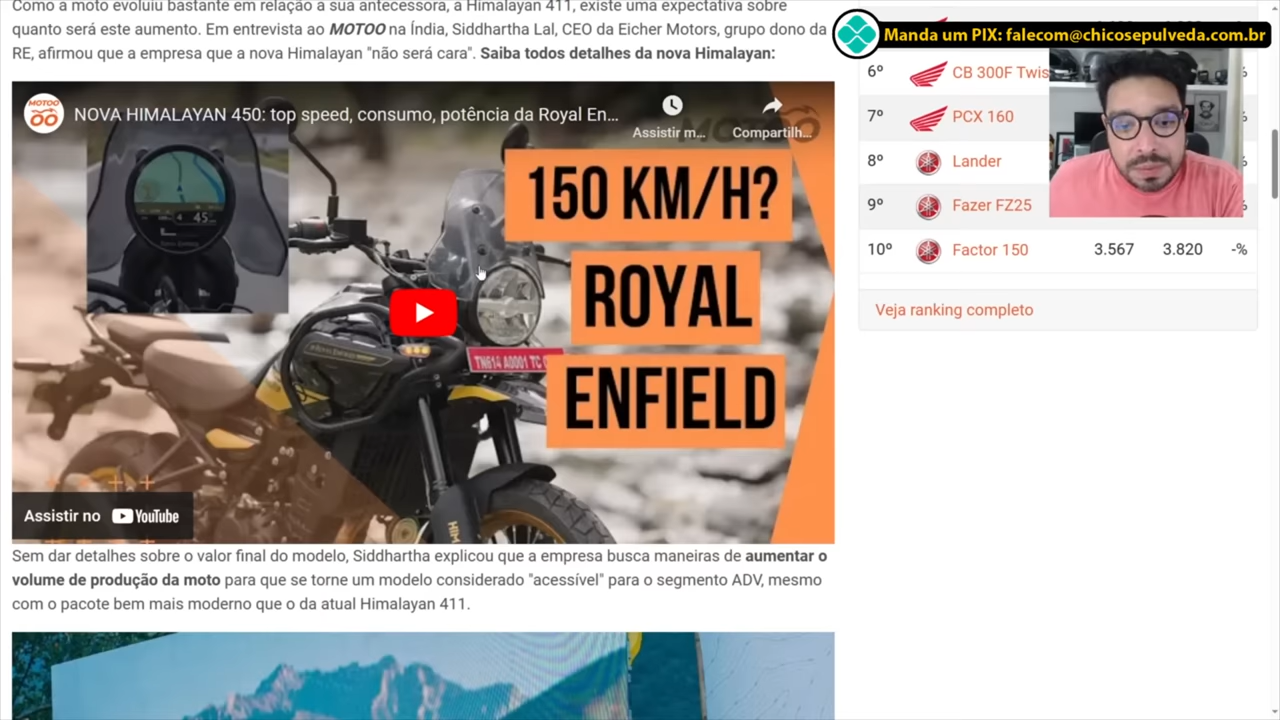 Como a moto evoluiu bastante em relação a sua antecessora, a Himalayan 411, existe uma expectativa sobre
quanto será este aumento. Em entrevista ao MOTOO na Índia, Siddhartha Lal, CEO da Eicher Motors, grupo dono da
RE, afirmou que a empresa que a nova Himalayan "não será cara". Saiba todos detalhes da nova Himalayan:
MOTOO
NOVA HIMALAYAN 450: top speed, consumo, potência da Royal En...
Assistir m...
Compartilh...
45
150 KM/H?
ROYAL
ENFIELD
Assistir no YouTube
Sem dar detalhes sobre o valor final do modelo, Siddhartha explicou que a empresa busca maneiras de aumentar o
volume de produção da moto para que se torne um modelo considerado "acessível" para o segmento ADV, mesmo
com o pacote bem mais moderno que o da atual Himalayan 411.
Manda um PIX: falecom@chicosepulveda.com.br
6º CB 300F Twis
7º PCX 160
8º Lander
9º Fazer FZ25
10º Factor 150 3.567 3.820 -%
Veja ranking completo